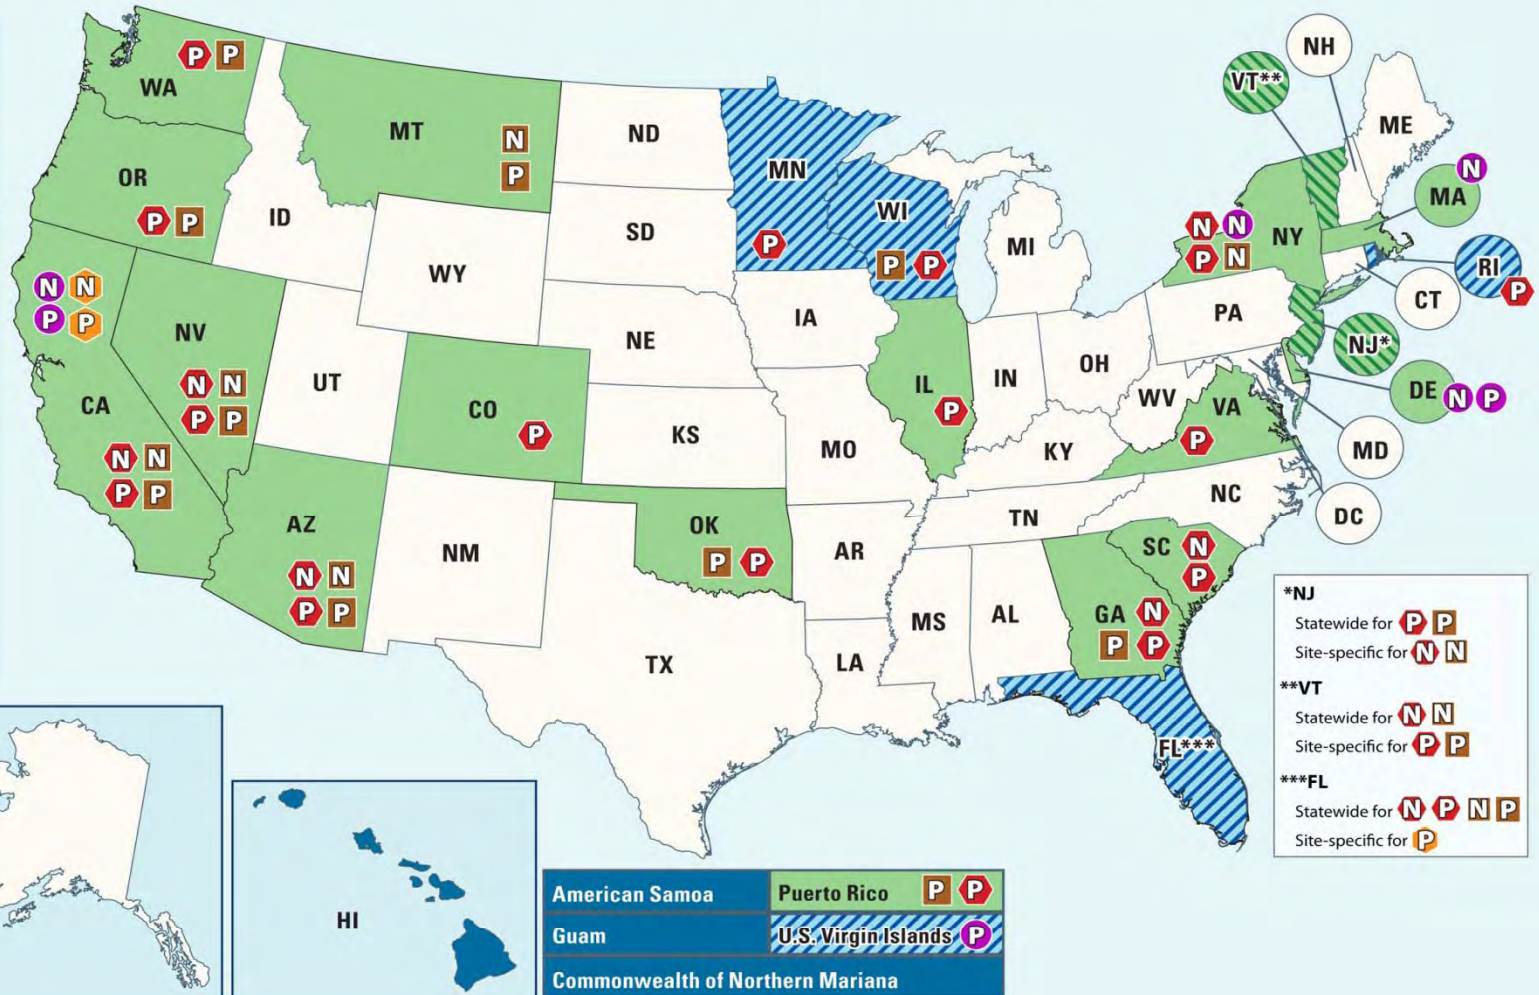 NH
VT**
WA
P P
MT
N
P
ND
MN
P
ME
OR
P P
ID
SD
WI
P P
MI
N N
P N
NY
MA
N
RI
P
WY
CT
N N
P P
NV
N N
P P
IA
PA
NJ*
NE
UT
CO
P
IL
P
IN
OH
DE
N P
CA
N N
P P
WV
VA
P
KS
MO
KY
MD
AZ
N N
P P
NM
OK
P P
AR
TN
NC
DC
SC
N
P
MS
AL
GA
N
P P
TX
LA
FL***
*NJ
Statewide for P P
Site-specific for N N
**VT
Statewide for N N
Site-specific for P P
***FL
Statewide for N P N P
Site-specific for P
HI
American Samoa
Puerto Rico P P
Guam
U.S. Virgin Islands P
Commonwealth of Northern Mariana